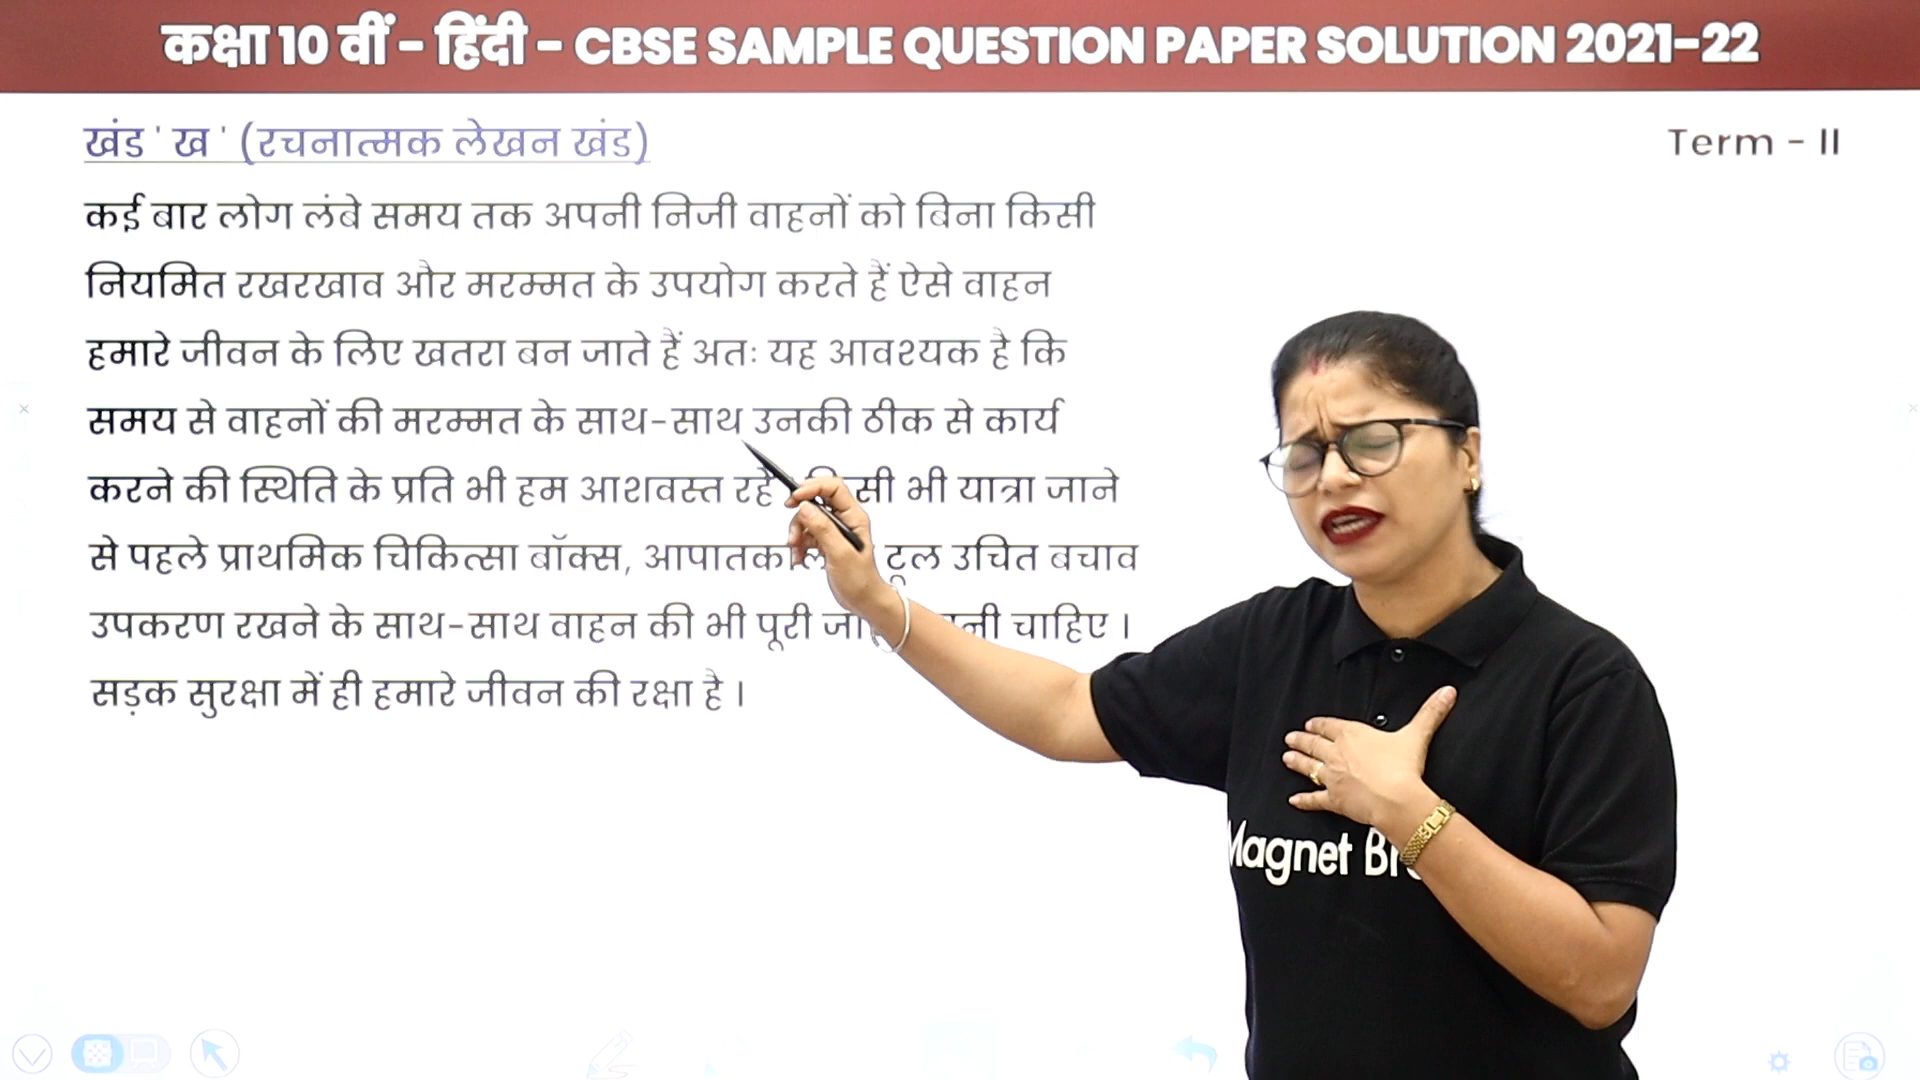 कक्षा 10 वीं - हिंदी - CBSE SAMPLE QUESTION PAPER SOLUTION 2021-22
खंड ' ख ' (रचनात्मक लेखन खंड)
Term - II
कई बार लोग लंबे समय तक अपनी निजी वाहनों को बिना किसी
नियमित रखरखाव और मरम्मत के उपयोग करते हैं ऐसे वाहन
हमारे जीवन के लिए खतरा बन जाते हैं अतः यह आवश्यक है कि
समय से वाहनों की मरम्मत के साथ-साथ उनकी ठीक से कार्य
करने की स्थिति के प्रति भी हम आशवस्त रहें भी यात्रा जाने
से पहले प्राथमिक चिकित्सा बॉक्स, टूल उचित बचाव
उपकरण रखने के साथ-साथ वाहन की भी पूरी चाहिए ।
सड़क सुरक्षा में ही हमारे जीवन की रक्षा है ।
Magnet